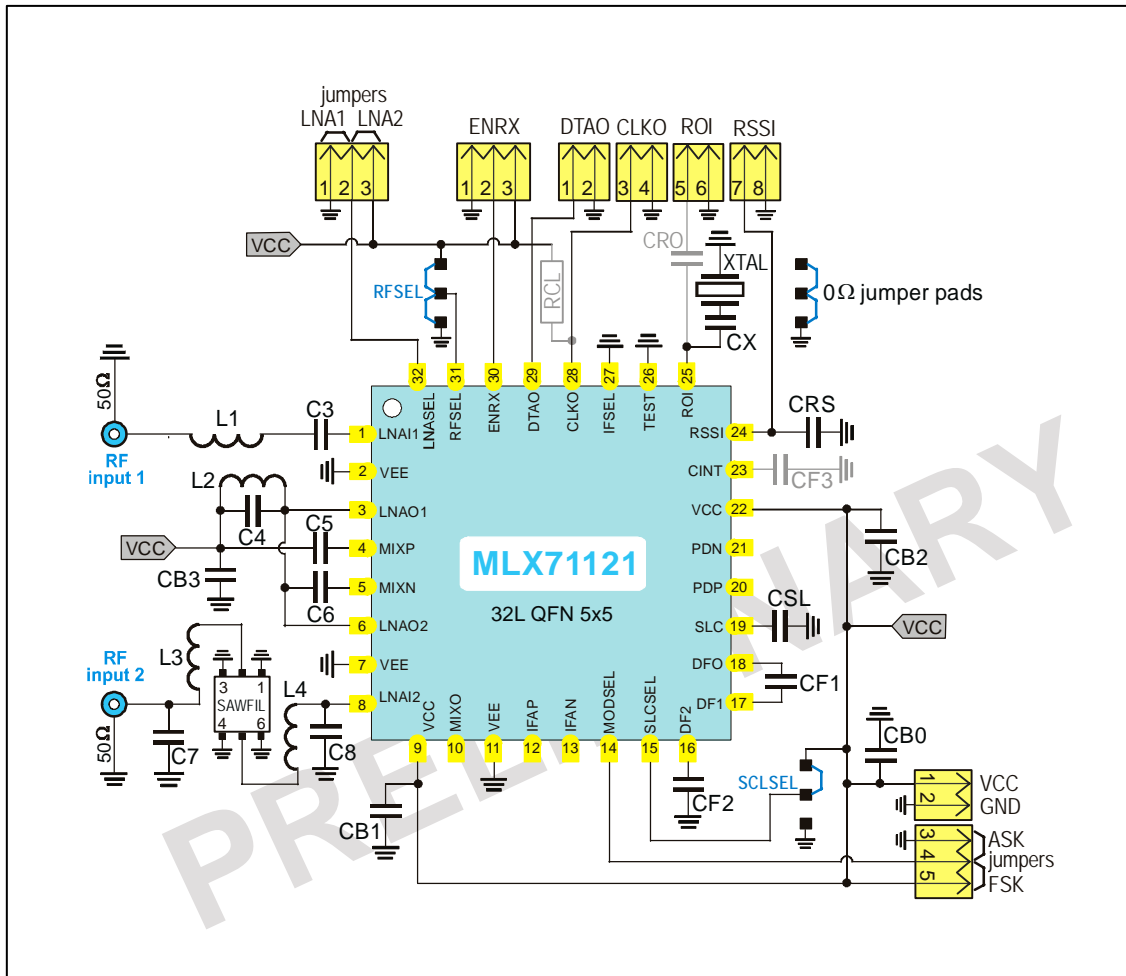 jumpers
LNA1 LNA2
ENRX
DTAO CLKO ROI RSSI
1 2 3
1 2 3
1 2
3 4
5 6
7 8
VCC
RFSEL
RCL
CRO
XTAL
CX
0Ω jumper pads
32 31 30 29 28 27 26 25
LNASEL
RFSEL
ENRX
DTAO
CLKO
IFSEL
TEST
ROI
50Ω
RF
input 1
L1
C3
1 LNAI1
2 VEE
3 LNAO1
4 MIXP
5 MIXN
6 LNAO2
7 VEE
8 LNAI2
L2
C4
C5
C6
VCC
CB3
RF
input 2
50Ω
L3
C7
3 1
SAWFIL
4 6
L4
C8
MLX71121
32L QFN 5x5
RSSI 24
CINT 23
VCC 22
PDN 21
PDP 20
SLC 19
DFO 18
DF1 17
CRS
CF3
CB2
CSL
VCC
CF1
VCC
MIXO
VEE
IFAP
IFAN
MODSEL
SLCSEL
DF2
9 10 11 12 13 14 15 16
CB1
CF2
SCLSEL
CB0
1 VCC
2 GND
3 ASK
4 jumpers
5 FSK
PRELIMINARY